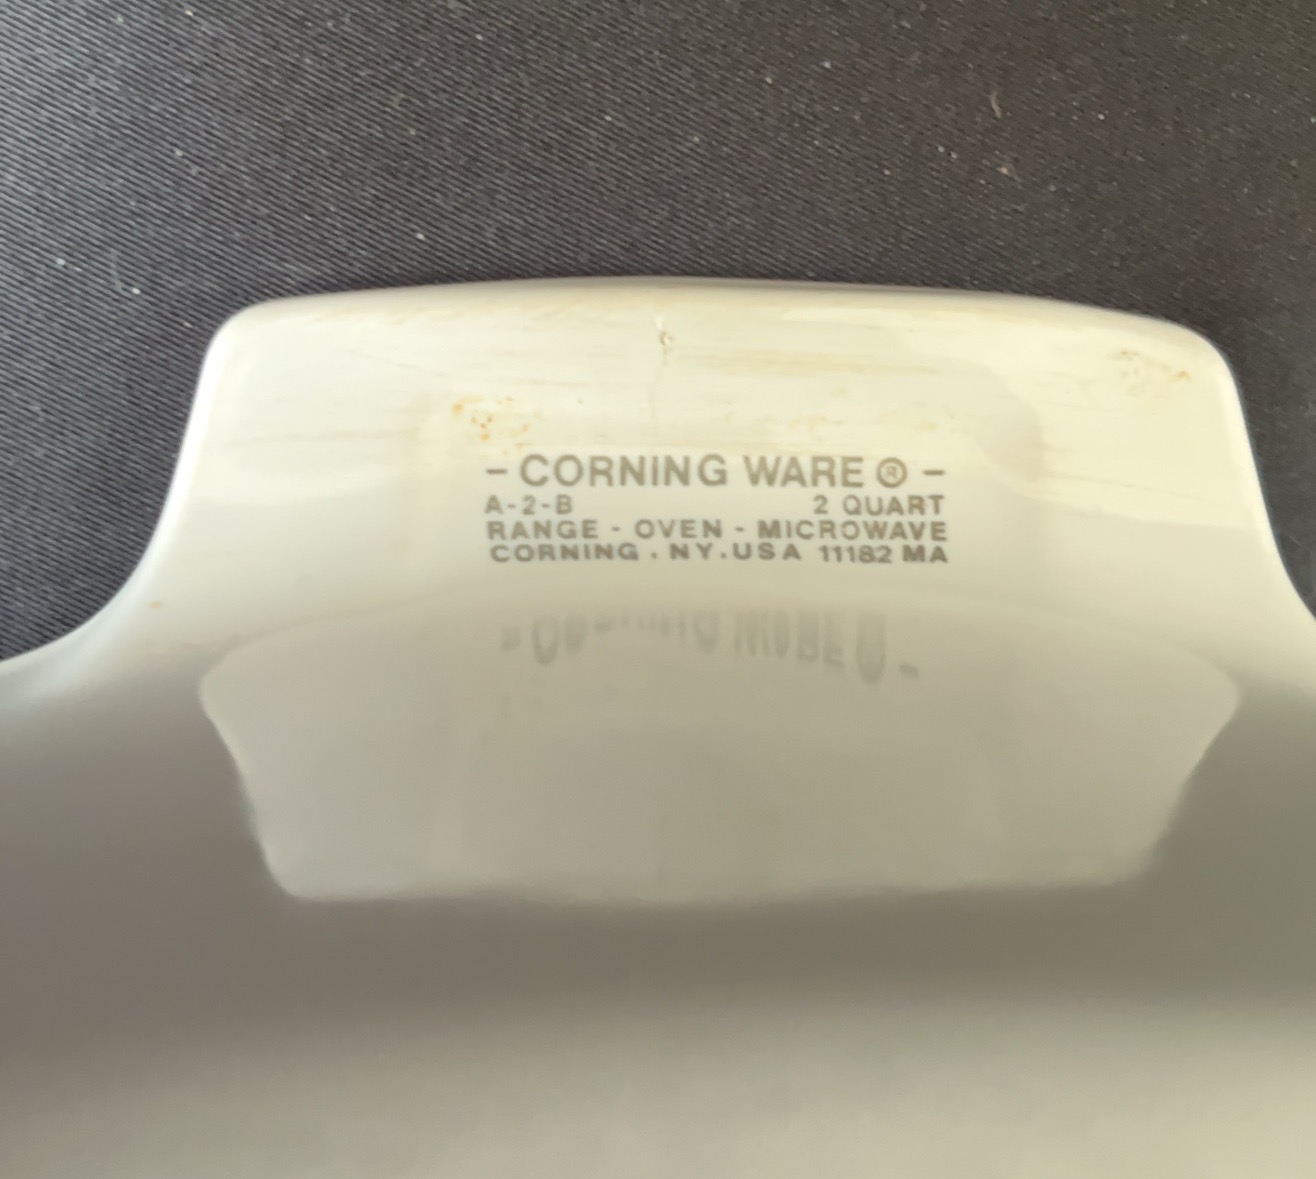 - CORNING WARE ® -
A-2-B 2 QUART
RANGE - OVEN - MICROWAVE
CORNING . NY . USA 11182 MA